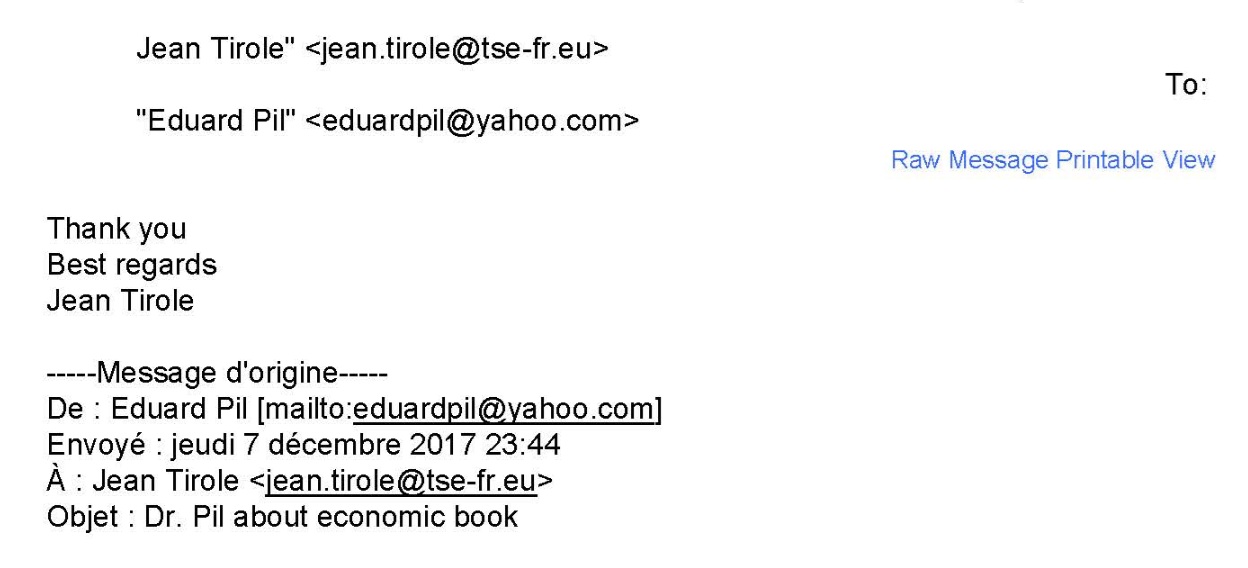 Jean Tirole" <jean.tirole@tse-fr.eu>
To:
"Eduard Pil" <eduardpil@yahoo.com>
Raw Message Printable View
Thank you
Best regards
Jean Tirole
-----Message d'origine-----
De : Eduard Pil [mailto:eduardpil@yahoo.com]
Envoyé : jeudi 7 décembre 2017 23:44
À : Jean Tirole <jean.tirole@tse-fr.eu>
Objet : Dr. Pil about economic book